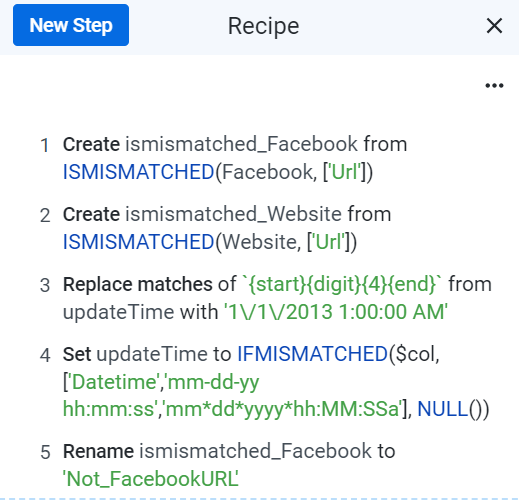 New Step
Recipe
1 Create ismismatched_Facebook from
ISMISMATCHED(Facebook, ['Url'])
2 Create ismismatched_Website from
ISMISMATCHED(Website, ['Url'])
3 Replace matches of `{start}{digit}{4}{end}` from
updateTime with '1\/1\/2013 1:00:00 AM'
4 Set updateTime to IFMISMATCHED($col,
['Datetime','mm-dd-yy
hh:mm:ss','mm*dd*yyyy*hh:MM:SSa'], NULL())
5 Rename ismismatched_Facebook to
'Not_FacebookURL'